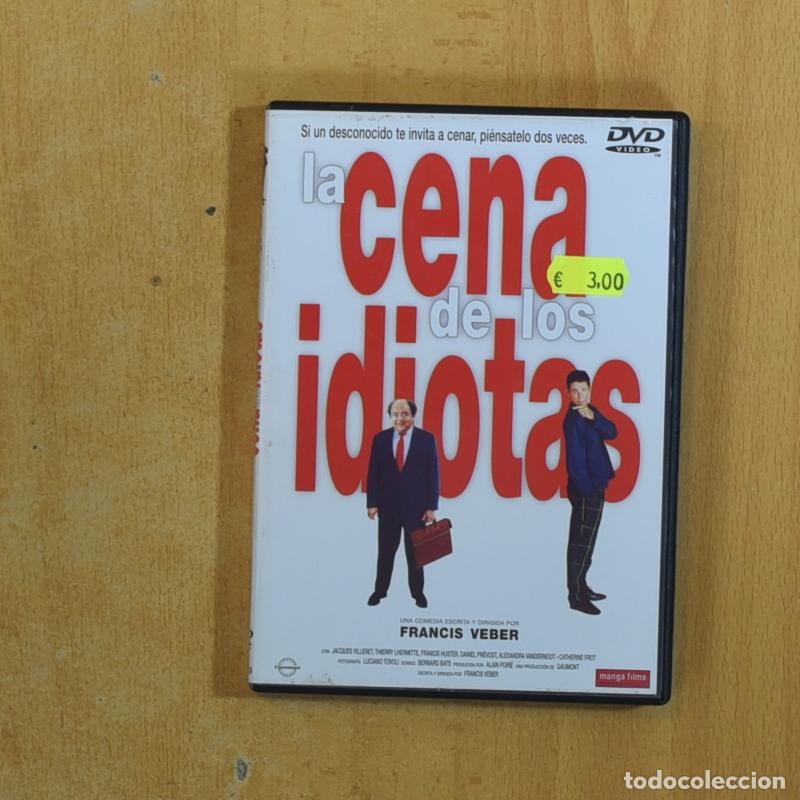 Si un desconocido te invita a cenar, piénsatelo dos veces.
DVD
VIDEO
TM
la
cena
€ 3,00
de los
idiotas
UNA COMEDIA ESCRITA Y DIRIGIDA POR
FRANCIS VEBER
CON JACQUES VILLERET, THIERRY LHERMITTE, FRANCIS HUSTER, DANIEL PRÉVOST, ALEXANDRA VANDERNOOT Y CATHERINE FROT
FOTOGRAFÍA LUCIANO TOVOLI SONIDO BERNARD BATS PRODUCIDA POR ALAIN POIRÉ UNA PRODUCCIÓN DE GAUMONT
ESCRITA Y DIRIGIDA POR FRANCIS VEBER
manga films
todocoleccion